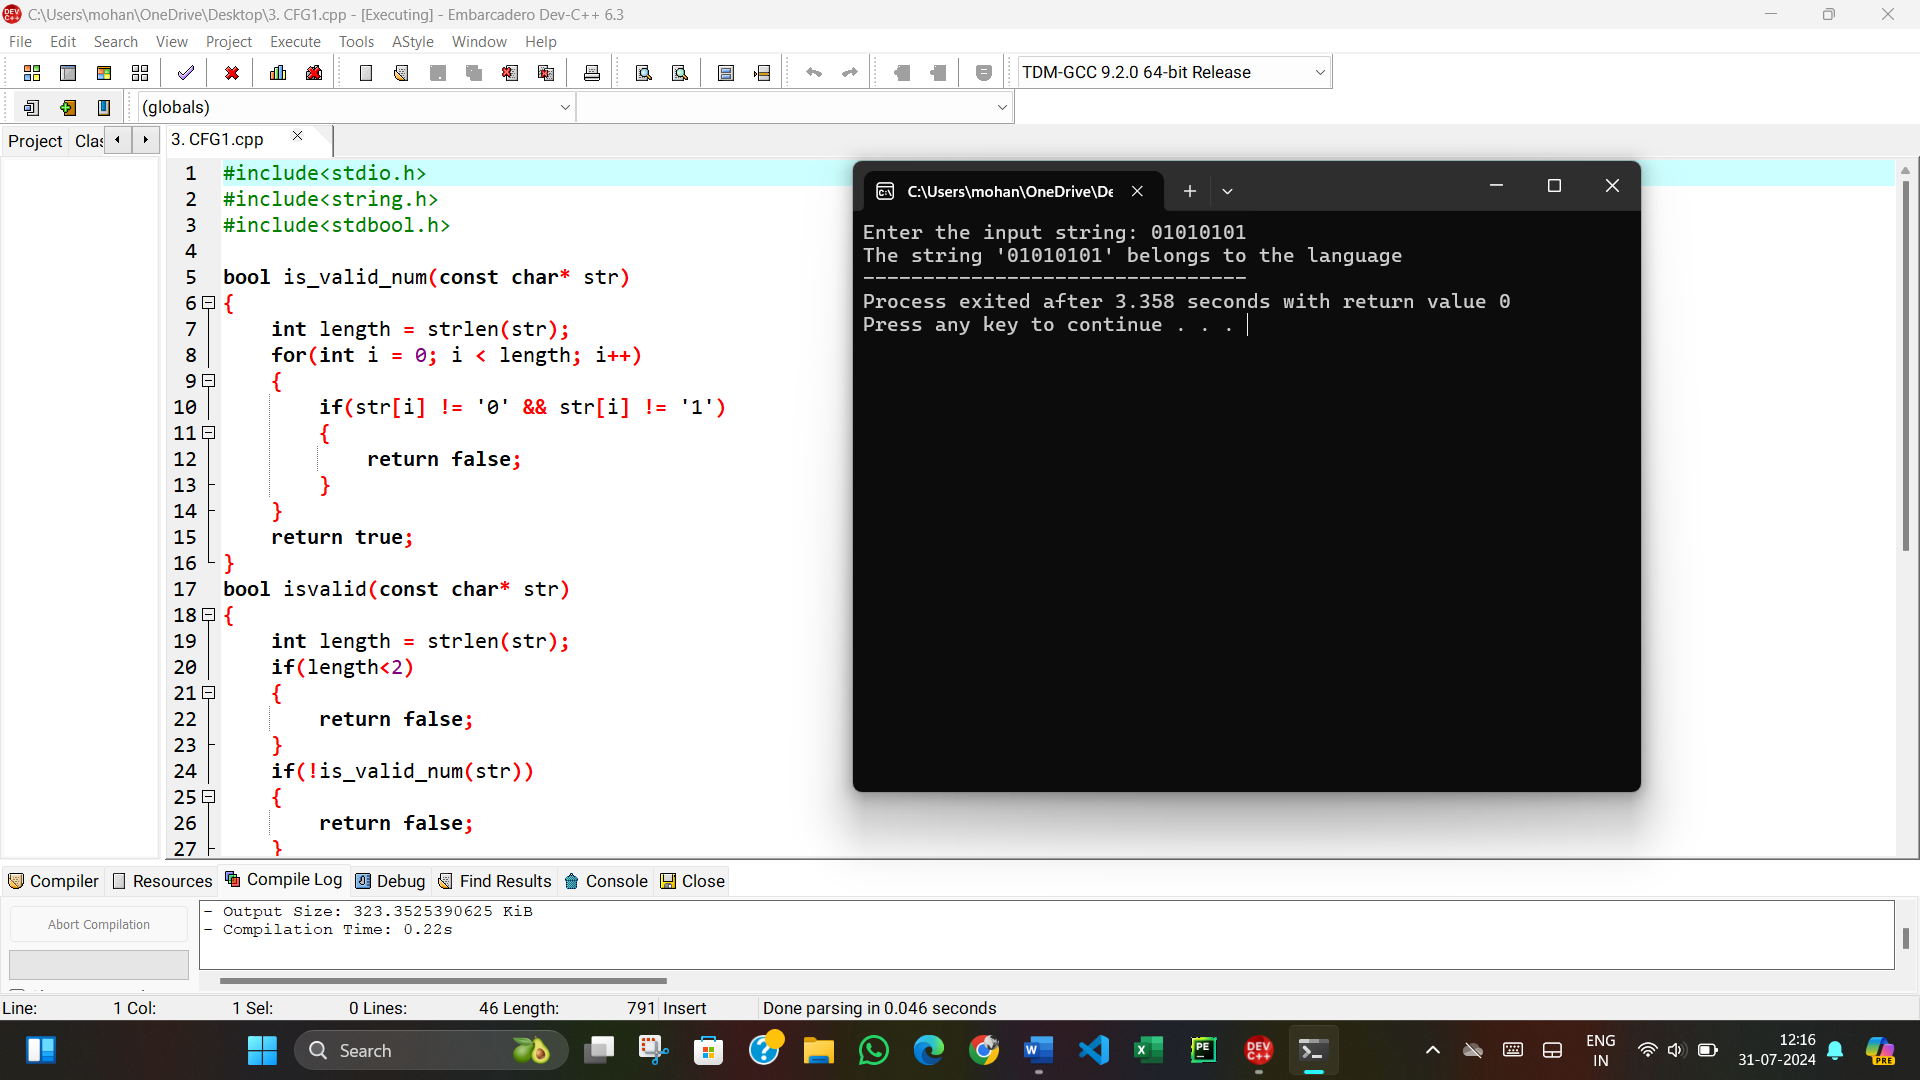 C:\Users\mohan\OneDrive\Desktop\3. CFG1.cpp - [Executing] - Embarcadero Dev-C++ 6.3
File Edit Search View Project Execute Tools AStyle Window Help
TDM-GCC 9.2.0 64-bit Release
(globals)
Project Clas
3. CFG1.cpp
1 #include<stdio.h>
2 #include<string.h>
3 #include<stdbool.h>
4
5 bool is_valid_num(const char* str)
6 {
7 int length = strlen(str);
8 for(int i = 0; i < length; i++)
9 {
10 if(str[i] != '0' && str[i] != '1')
11 {
12 return false;
13 }
14 }
15 return true;
16 }
17 bool isvalid(const char* str)
18 {
19 int length = strlen(str);
20 if(length<2)
21 {
22 return false;
23 }
24 if(!is_valid_num(str))
25 {
26 return false;
27 }
C:\Users\mohan\OneDrive\De
Enter the input string: 01010101
The string '01010101' belongs to the language
--------------------------------
Process exited after 3.358 seconds with return value 0
Press any key to continue . . .
Compiler Resources Compile Log Debug Find Results Console Close
Abort Compilation
- Output Size: 323.3525390625 KiB
- Compilation Time: 0.22s
Line: 1 Col: 1 Sel: 0 Lines: 46 Length: 791 Insert Done parsing in 0.046 seconds
Search
ENG
IN
12:16
31-07-2024